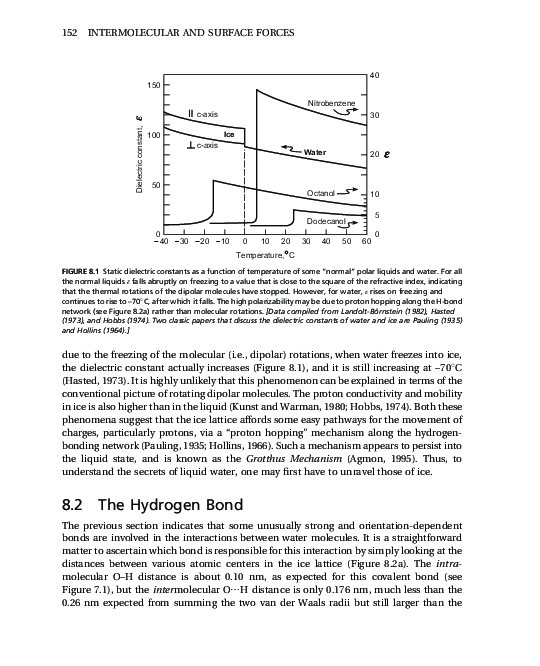 152 INTERMOLECULAR AND SURFACE FORCES
40
150
Nitrobenzene
|| c-axis
30
Ice
100
⊥ c-axis
Water
20
ε
Dielectric constant, ε
50
Octanol
10
Dodecanol
5
0
0
−40 −30 −20 −10 0 10 20 30 40 50 60
Temperature,°C
FIGURE 8.1 Static dielectric constants as a function of temperature of some “normal” polar liquids and water. For all
the normal liquids ε falls abruptly on freezing to a value that is close to the square of the refractive index, indicating
that the thermal rotations of the dipolar molecules have stopped. However, for water, ε rises on freezing and
continues to rise to −70°C, after which it falls. The high polarizability may be due to proton hopping along the H-bond
network (see Figure 8.2a) rather than molecular rotations. [Data compiled from Landolt-Börnstein (1982), Hasted
(1973), and Hobbs (1974). Two classic papers that discuss the dielectric constants of water and ice are Pauling (1935)
and Hollins (1964).]
due to the freezing of the molecular (i.e., dipolar) rotations, when water freezes into ice,
the dielectric constant actually increases (Figure 8.1), and it is still increasing at −70°C
(Hasted, 1973). It is highly unlikely that this phenomenon can be explained in terms of the
conventional picture of rotating dipolar molecules. The proton conductivity and mobility
in ice is also higher than in the liquid (Kunst and Warman, 1980; Hobbs, 1974). Both these
phenomena suggest that the ice lattice affords some easy pathways for the movement of
charges, particularly protons, via a “proton hopping” mechanism along the hydrogen-
bonding network (Pauling, 1935; Hollins, 1966). Such a mechanism appears to persist into
the liquid state, and is known as the Grotthus Mechanism (Agmon, 1995). Thus, to
understand the secrets of liquid water, one may first have to unravel those of ice.
8.2 The Hydrogen Bond
The previous section indicates that some unusually strong and orientation-dependent
bonds are involved in the interactions between water molecules. It is a straightforward
matter to ascertain which bond is responsible for this interaction by simply looking at the
distances between various atomic centers in the ice lattice (Figure 8.2a). The intra-
molecular O–H distance is about 0.10 nm, as expected for this covalent bond (see
Figure 7.1), but the intermolecular O···H distance is only 0.176 nm, much less than the
0.26 nm expected from summing the two van der Waals radii but still larger than the